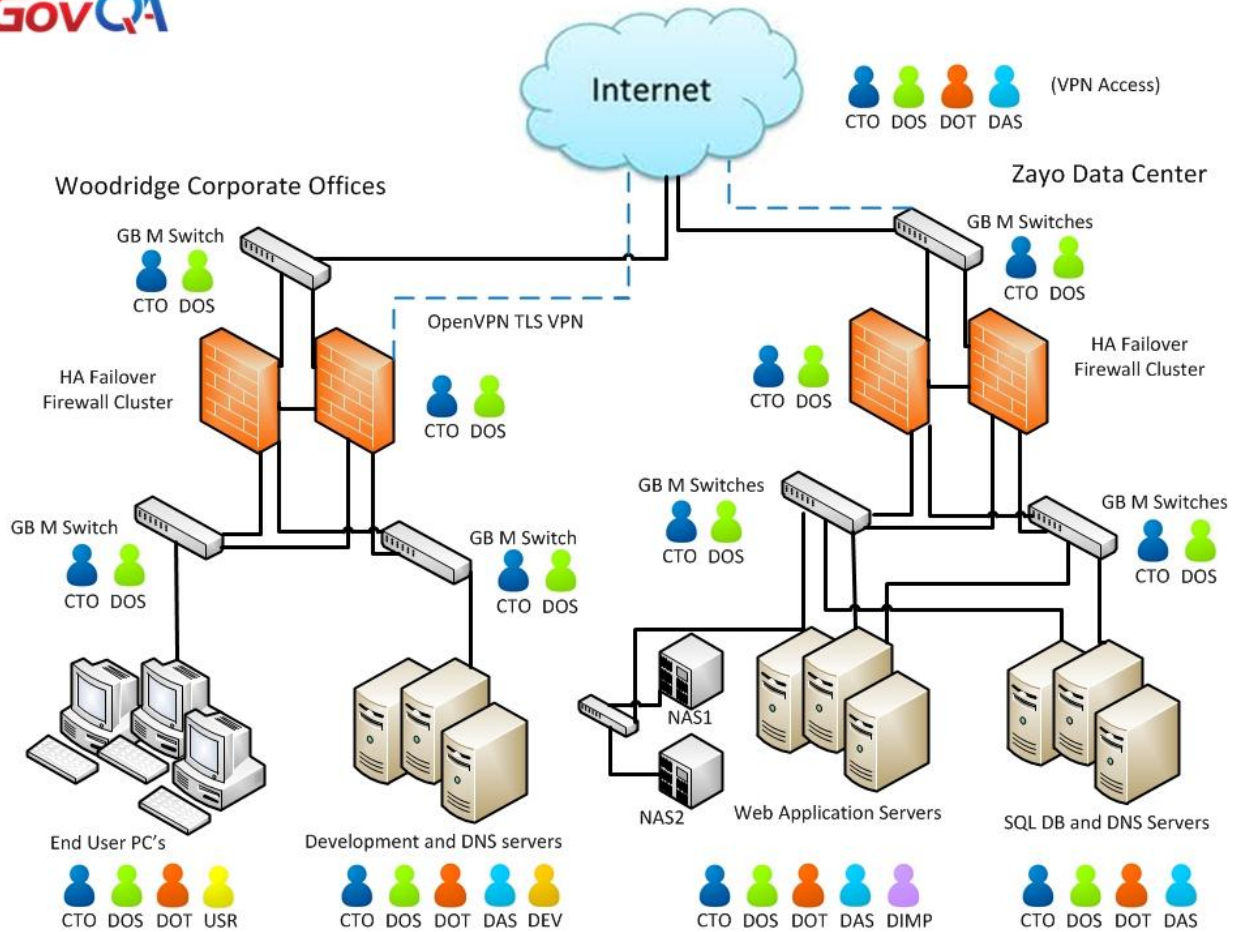 GovQA
Internet
(VPN Access)
CTO DOS DOT DAS
Woodridge Corporate Offices
Zayo Data Center
GB M Switch
CTO DOS
GB M Switches
CTO DOS
OpenVPN TLS VPN
HA Failover
Firewall Cluster
CTO DOS
CTO DOS
HA Failover
Firewall Cluster
GB M Switch
CTO DOS
GB M Switch
CTO DOS
GB M Switches
CTO DOS
GB M Switches
CTO DOS
NAS1
NAS2
End User PC's
CTO DOS DOT USR
Development and DNS servers
CTO DOS DOT DAS DEV
Web Application Servers
CTO DOS DOT DAS DIMP
SQL DB and DNS Servers
CTO DOS DOT DAS